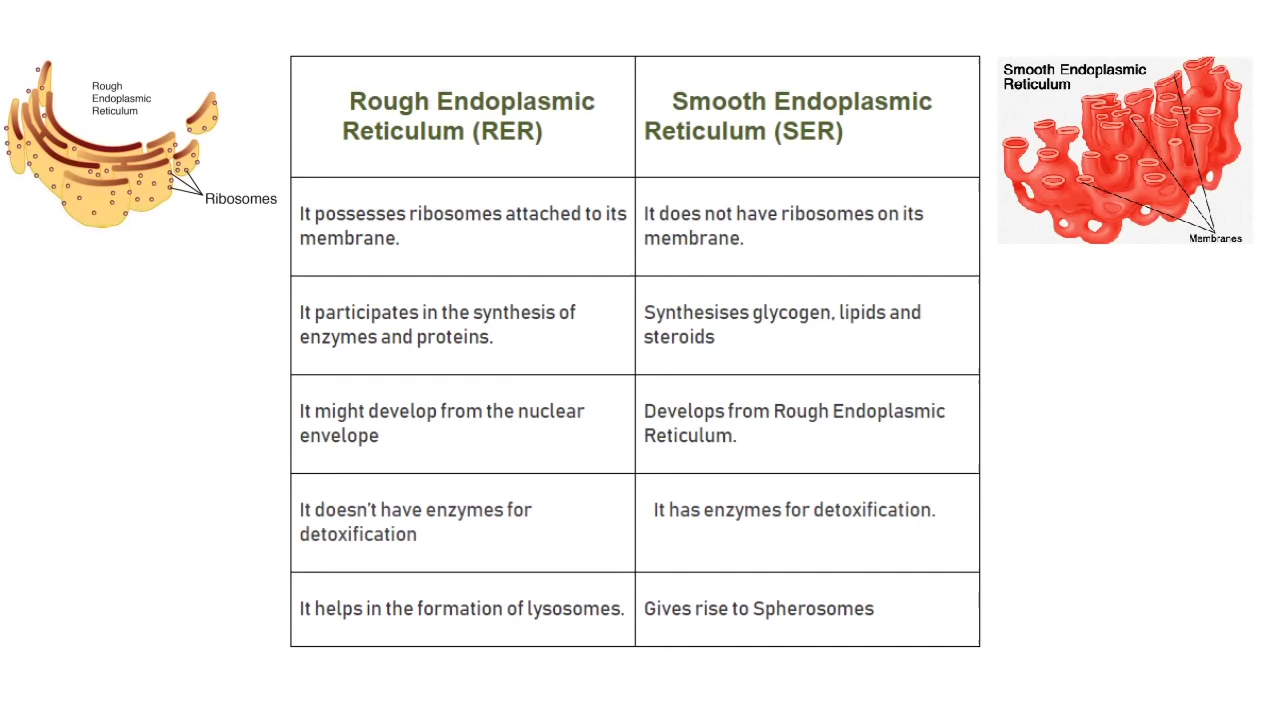 Rough
Endoplasmic
Reticulum
Ribosomes
Rough Endoplasmic
Reticulum (RER)
Smooth Endoplasmic
Reticulum (SER)
It possesses ribosomes attached to its
membrane.
It does not have ribosomes on its
membrane.
It participates in the synthesis of
enzymes and proteins.
Synthesises glycogen, lipids and
steroids
It might develop from the nuclear
envelope
Develops from Rough Endoplasmic
Reticulum.
It doesn't have enzymes for
detoxification
It has enzymes for detoxification.
It helps in the formation of lysosomes.
Gives rise to Spherosomes
Smooth Endoplasmic
Reticulum
Membranes